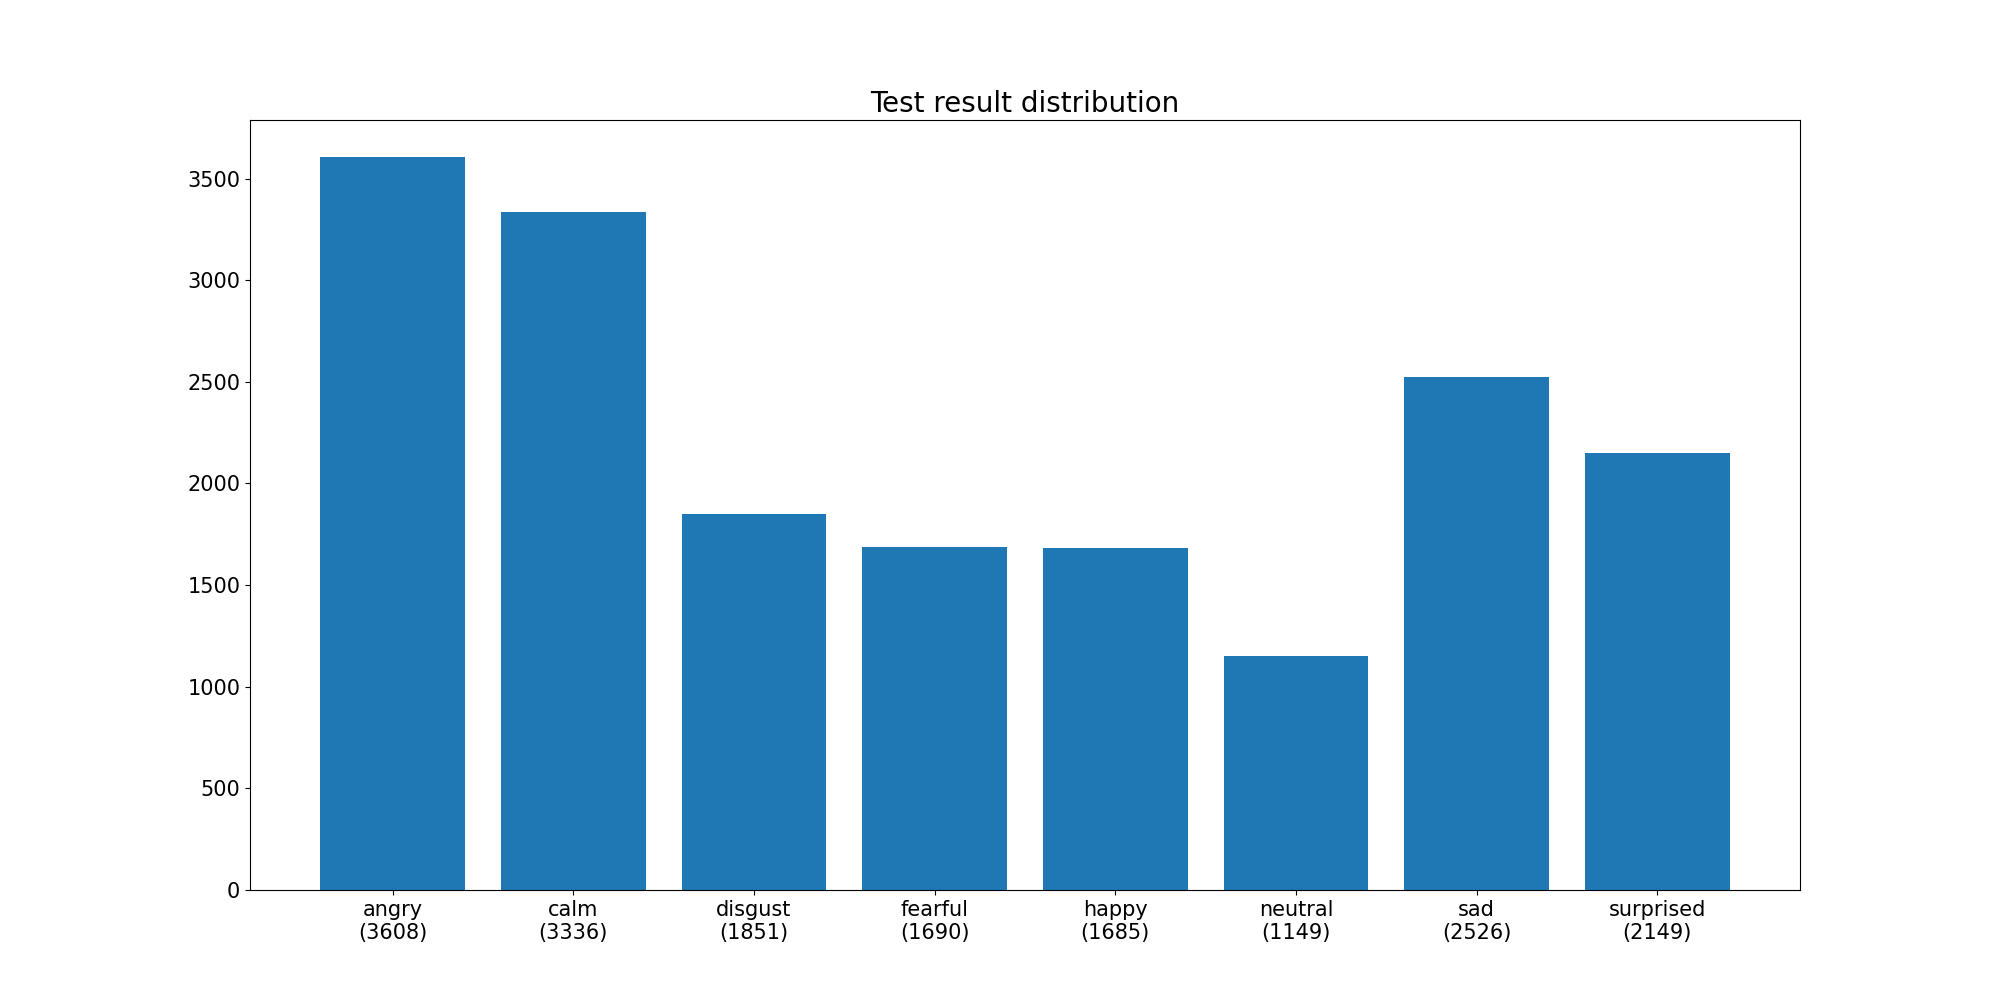 Test result distribution
3500
3000
2500
2000
1500
1000
500
0
angry calm disgust fearful happy neutral sad surprised
(3608) (3336) (1851) (1690) (1685) (1149) (2526) (2149)